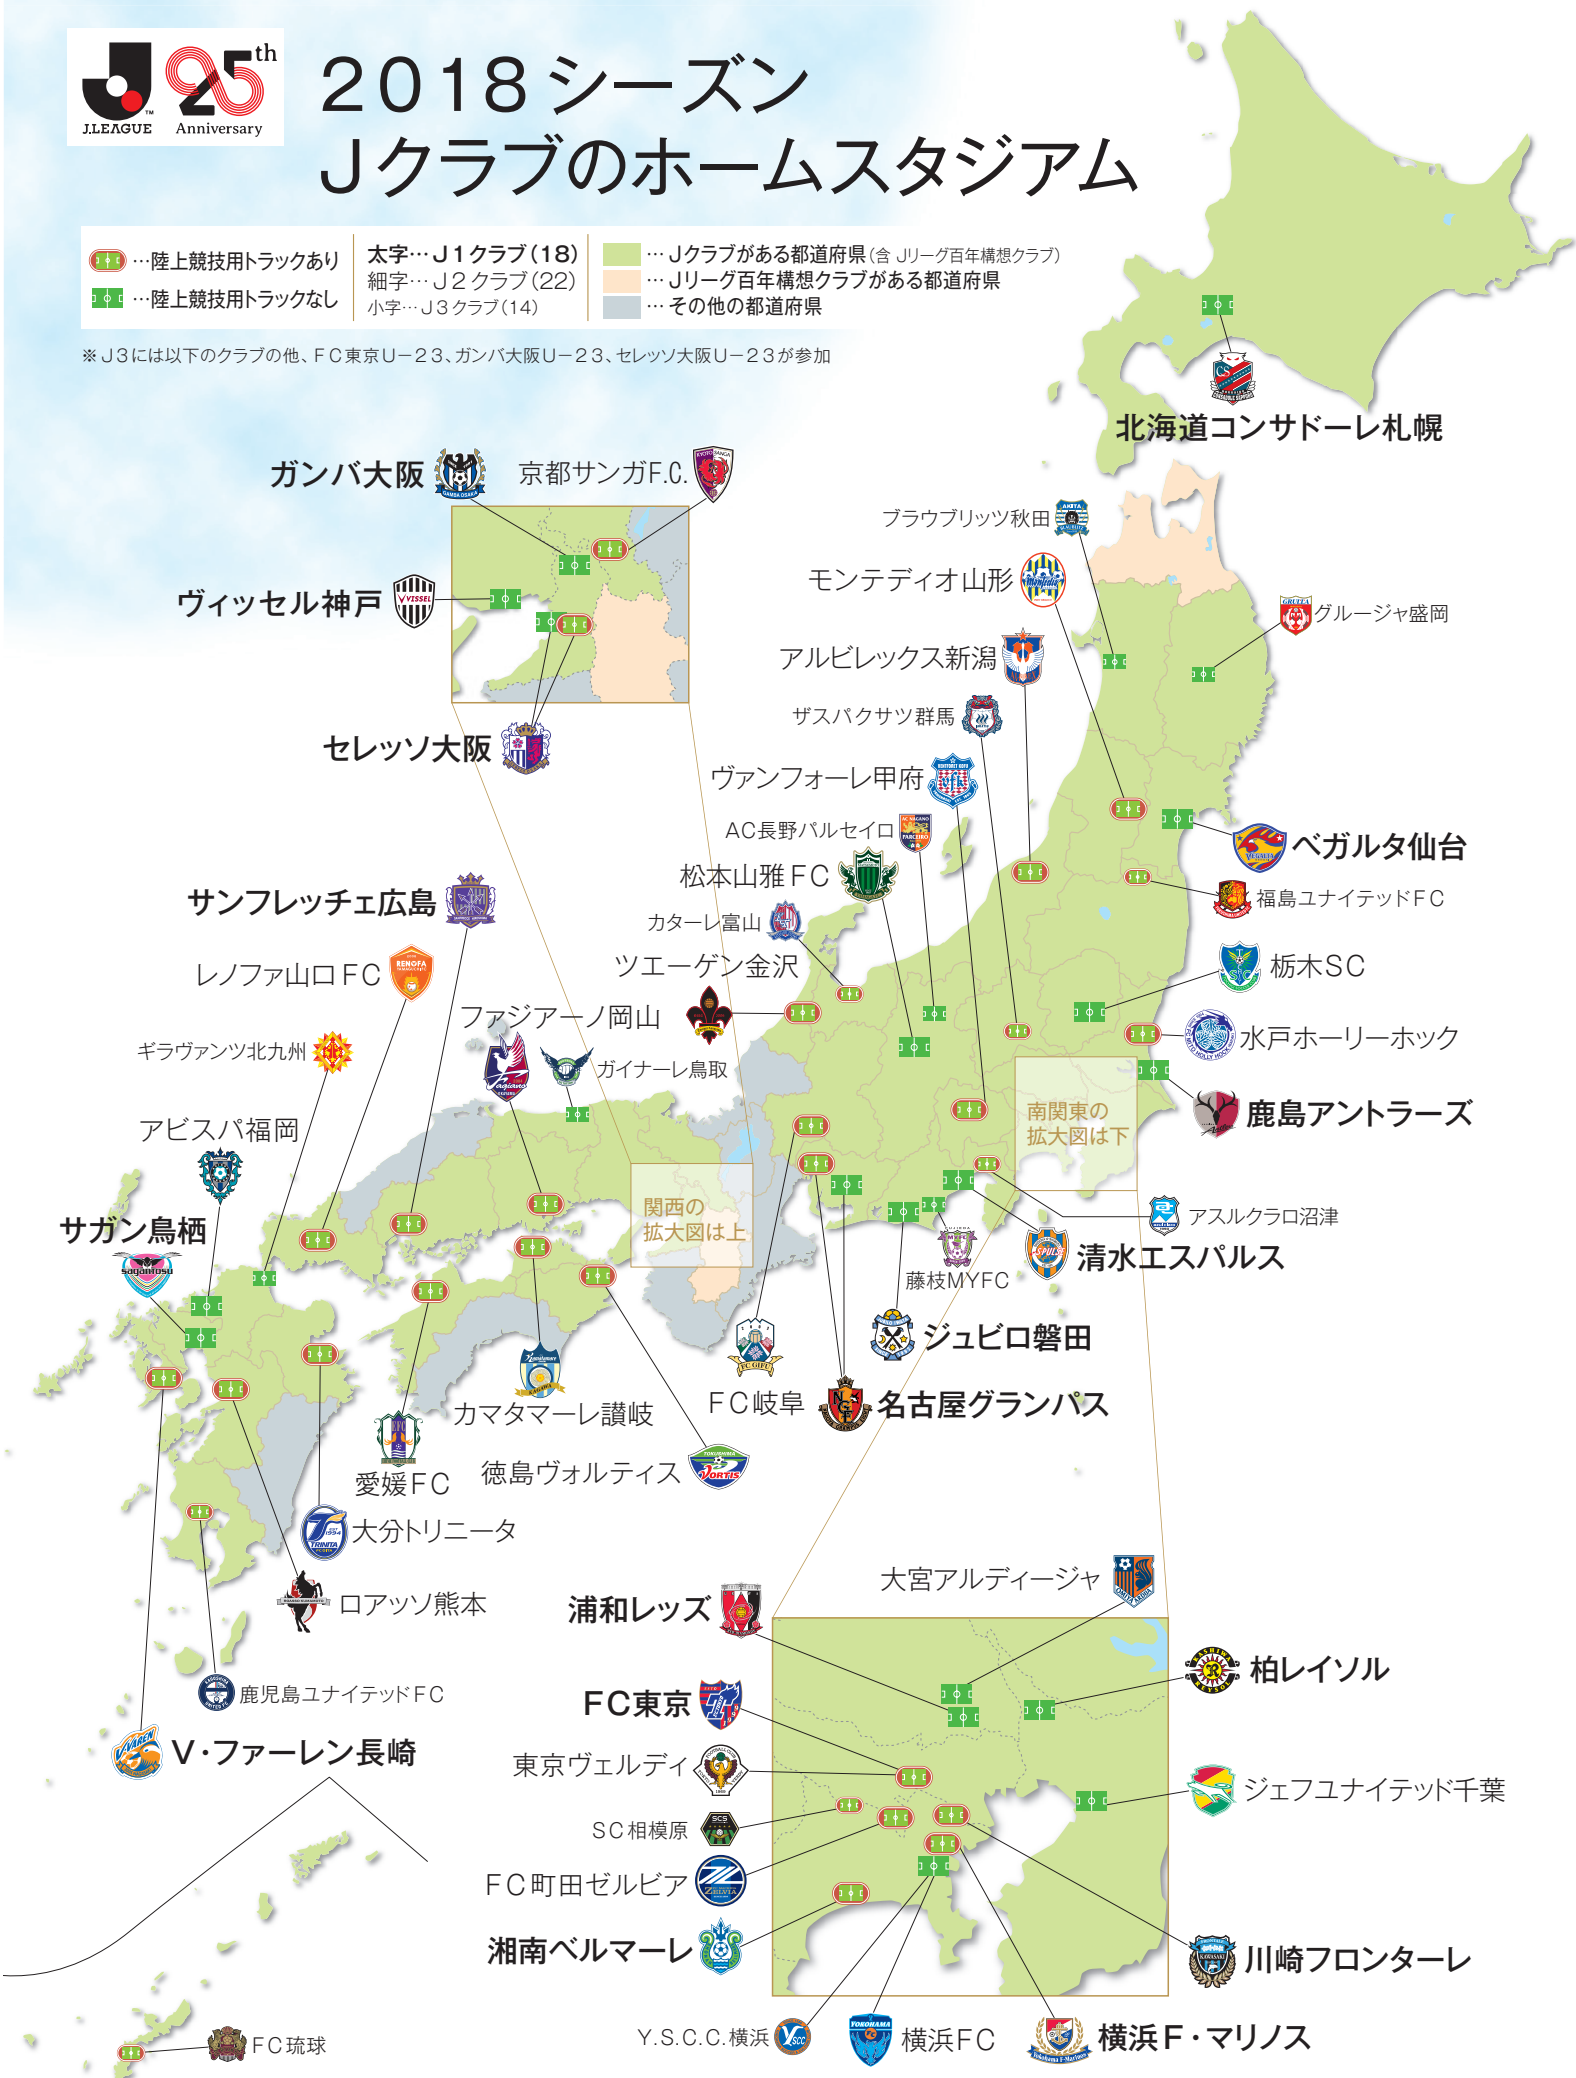 J.LEAGUE
TM
25th
Anniversary
2018シーズン
Jクラブのホームスタジアム
…陸上競技用トラックあり
…陸上競技用トラックなし
太字…J1クラブ(18)
細字…J2クラブ(22)
小字…J3クラブ(14)
…Jクラブがある都道府県(含 Jリーグ百年構想クラブ)
…Jリーグ百年構想クラブがある都道府県
…その他の都道府県
※J3には以下のクラブの他、FC東京U-23、ガンバ大阪U-23、セレッソ大阪U-23が参加
北海道コンサドーレ札幌
ガンバ大阪
京都サンガF.C.
ブラウブリッツ秋田
モンテディオ山形
ヴィッセル神戸
グルージャ盛岡
アルビレックス新潟
ザスパクサツ群馬
セレッソ大阪
ヴァンフォーレ甲府
AC長野パルセイロ
ベガルタ仙台
松本山雅FC
サンフレッチェ広島
福島ユナイテッドFC
カターレ富山
レノファ山口FC
ツエーゲン金沢
栃木SC
ファジアーノ岡山
水戸ホーリーホック
ギラヴァンツ北九州
ガイナーレ鳥取
南関東の
拡大図は下
鹿島アントラーズ
アビスパ福岡
関西の
拡大図は上
アスルクラロ沼津
サガン鳥栖
清水エスパルス
藤枝MYFC
ジュビロ磐田
FC岐阜
名古屋グランパス
カマタマーレ讃岐
愛媛FC
徳島ヴォルティス
大分トリニータ
大宮アルディージャ
ロアッソ熊本
浦和レッズ
柏レイソル
鹿児島ユナイテッドFC
FC東京
V・ファーレン長崎
東京ヴェルディ
ジェフユナイテッド千葉
SC相模原
FC町田ゼルビア
湘南ベルマーレ
川崎フロンターレ
Y.S.C.C.横浜
横浜FC
横浜F・マリノス
FC琉球